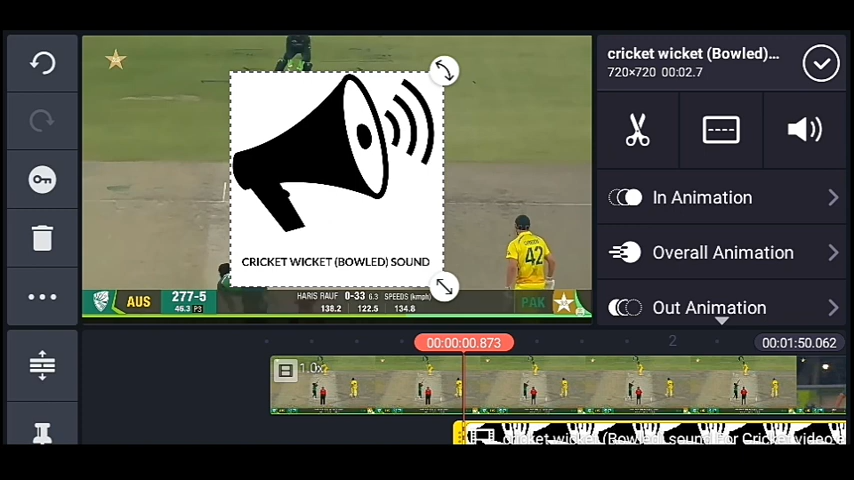 cricket wicket (Bowled)...
720×720 00:02.7
In Animation
Overall Animation
Out Animation
CRICKET WICKET (BOWLED) SOUND
42
AUS 277-5 46.3 P3
HARIS RAUF 0-33 6.3 SPEEDS (kmph)
138.2 122.5 134.8
PAK
00:00:00.873
2
00:01:50.062
1.0x
cricket wicket (Bowled) sound For Cricket video